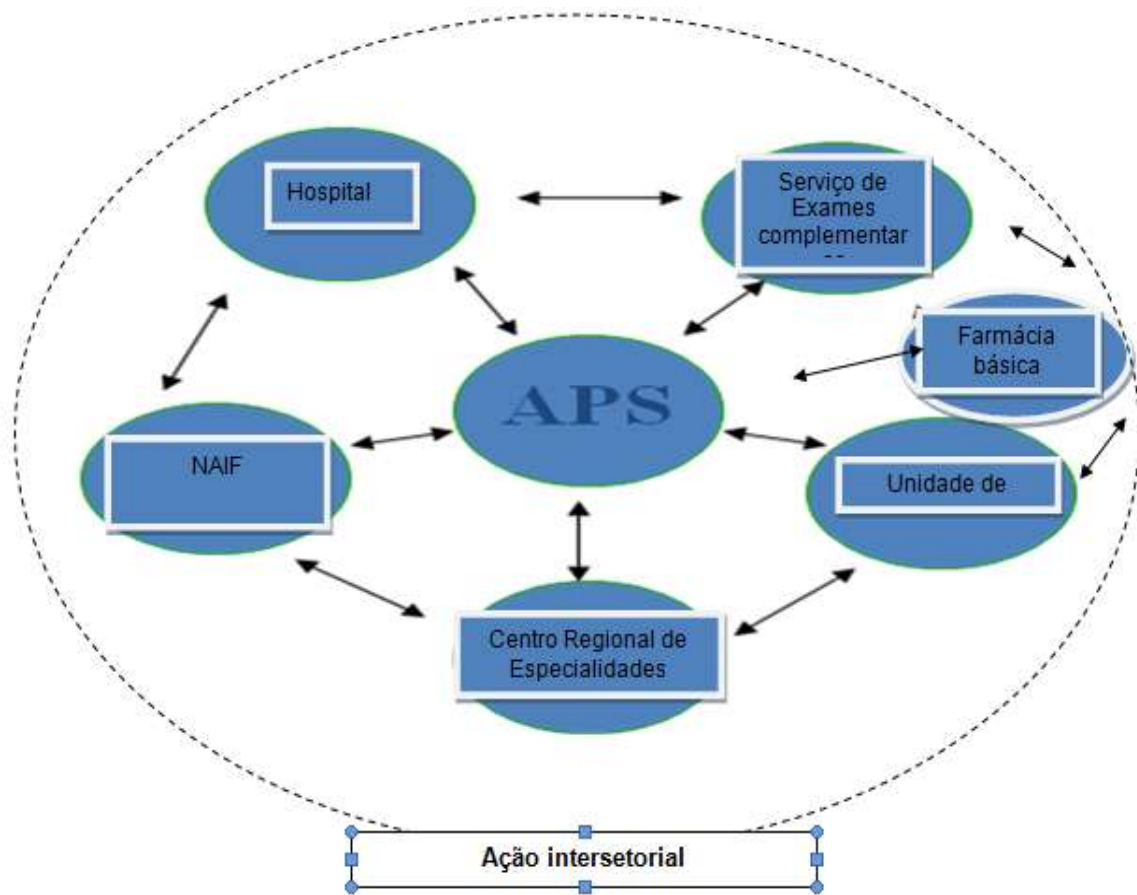 Hospital
Serviço de
Exames
complementar
Farmácia
básica
APS
NAIF
Unidade de
Centro Regional de
Especialidades
Ação intersetorial